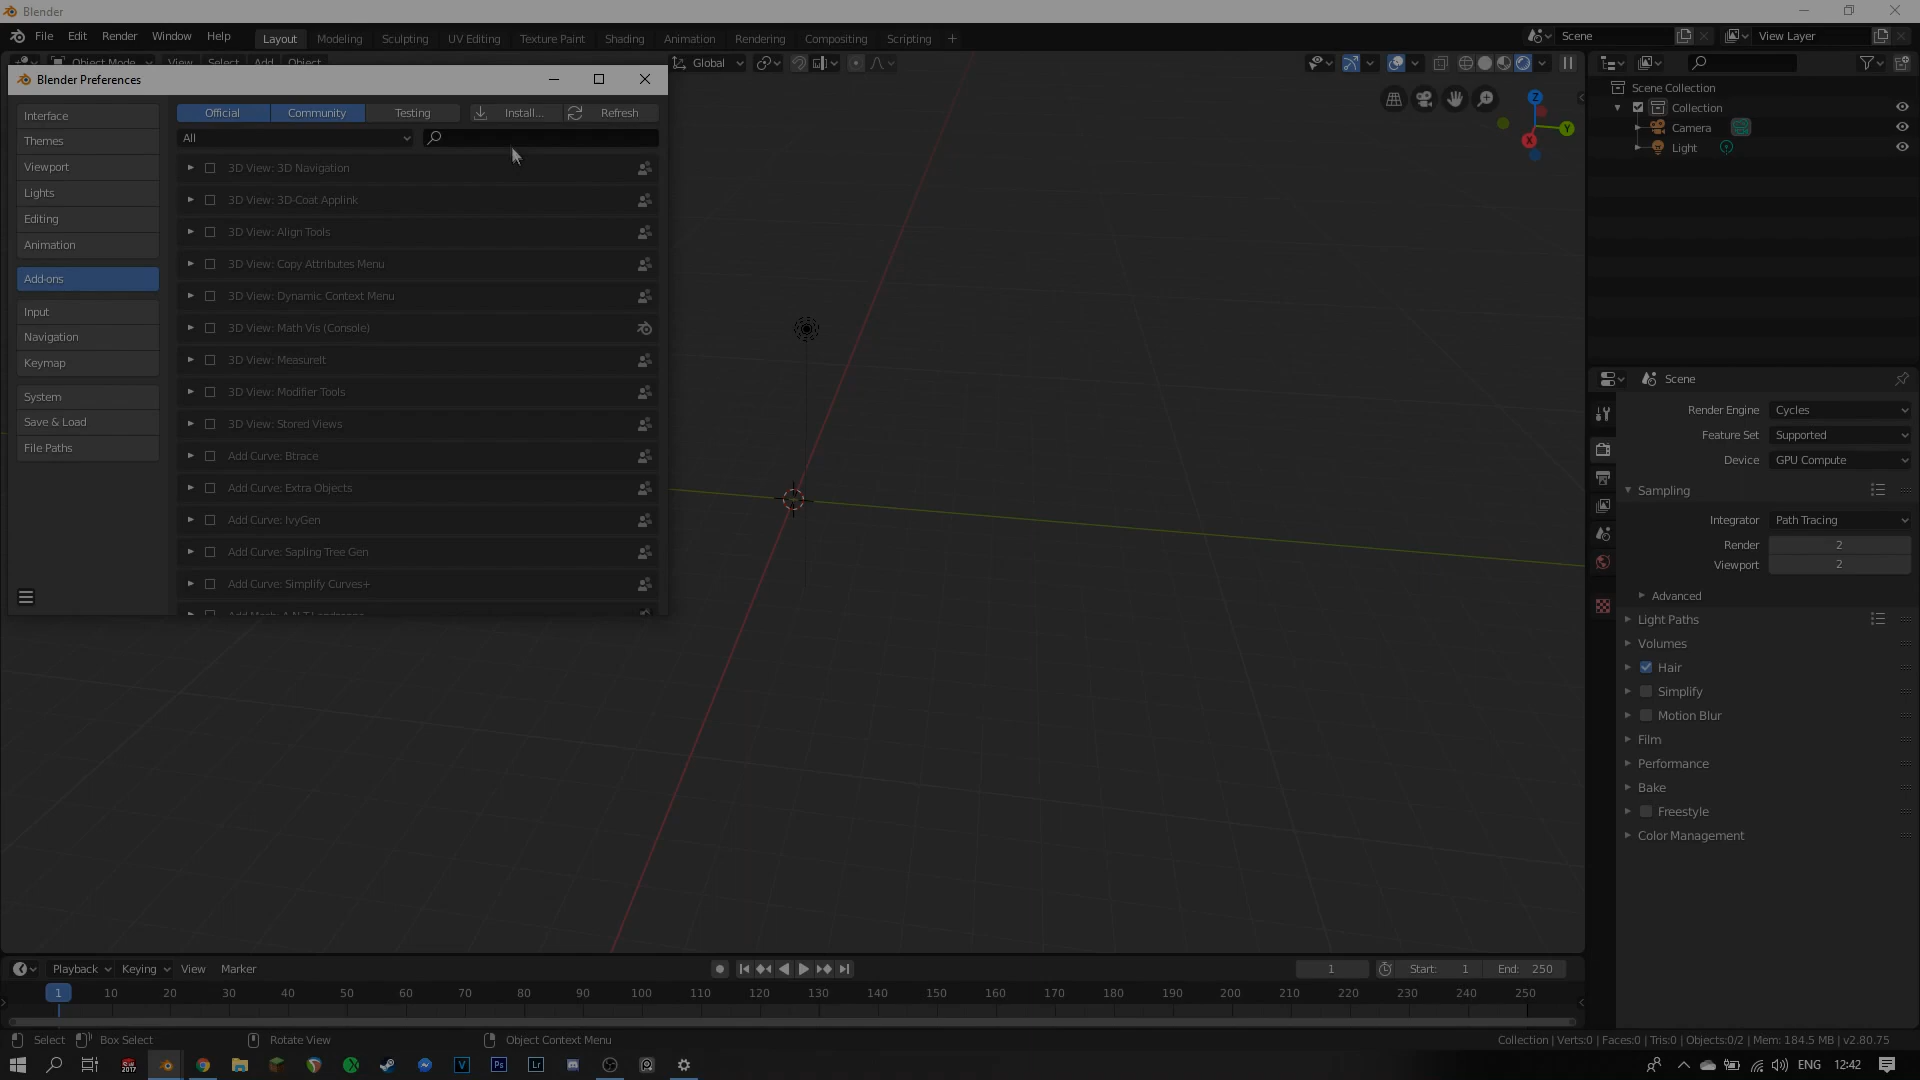 Blender
File Edit Render Window Help Layout Modeling Sculpting UV Editing Texture Paint Shading Animation Rendering Compositing Scripting + Scene View Layer
Object Mode View Select Add Object Global
Blender Preferences
Interface
Themes
Viewport
Lights
Editing
Animation
Add-ons
Input
Navigation
Keymap
System
Save & Load
File Paths
Official Community Testing Install... Refresh
All
3D View: 3D Navigation
3D View: 3D-Coat Applink
3D View: Align Tools
3D View: Copy Attributes Menu
3D View: Dynamic Context Menu
3D View: Math Vis (Console)
3D View: MeasureIt
3D View: Modifier Tools
3D View: Stored Views
Add Curve: Btrace
Add Curve: Extra Objects
Add Curve: IvyGen
Add Curve: Sapling Tree Gen
Add Curve: Simplify Curves+
Z
Y
X
Scene Collection
Collection
Camera
Light
Scene
Render Engine Cycles
Feature Set Supported
Device GPU Compute
Sampling
Integrator Path Tracing
Render 2
Viewport 2
Advanced
Light Paths
Volumes
Hair
Simplify
Motion Blur
Film
Performance
Bake
Freestyle
Color Management
Playback Keying View Marker 1 Start: 1 End: 250
1 10 20 30 40 50 60 70 80 90 100 110 120 130 140 150 160 170 180 190 200 210 220 230 240 250
Select Box Select Rotate View Object Context Menu Collection | Verts:0 | Faces:0 | Tris:0 | Objects:0/2 | Mem: 184.5 MB | v2.80.75
2017 V Ps Lr ENG 12:42